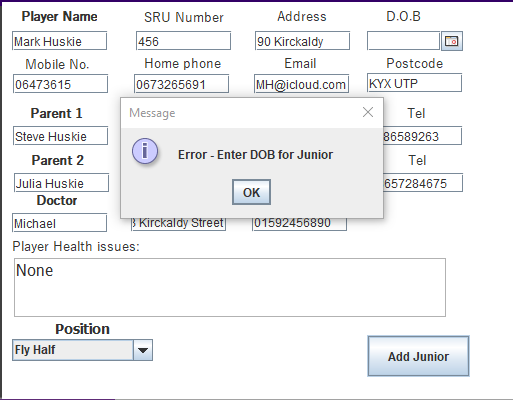 Player Name SRU Number Address D.O.B
Mark Huskie 456 90 Kirckaldy
Mobile No. Home phone Email Postcode
06473615 0673265691 MH@icloud.com KYX UTP
Message
Parent 1 Tel
Steve Huskie 86589263
Error - Enter DOB for Junior
Parent 2 Tel
Julia Huskie 657284675
OK
Doctor
Michael Kirckaldy Street 01592456890
Player Health issues:
None
Position
Fly Half
Add Junior